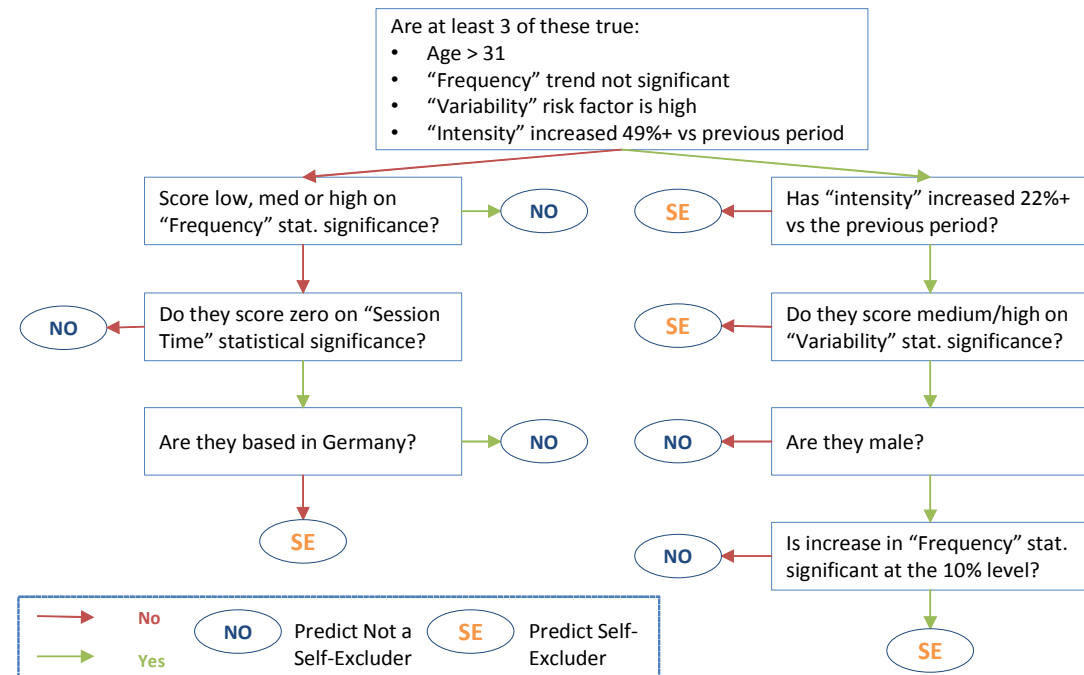 Are at least 3 of these true:
• Age > 31
• “Frequency” trend not significant
• “Variability” risk factor is high
• “Intensity” increased 49%+ vs previous period
Score low, med or high on
“Frequency” stat. significance?
NO
SE
Has “intensity” increased 22%+
vs the previous period?
NO
Do they score zero on “Session
Time” statistical significance?
SE
Do they score medium/high on
“Variability” stat. significance?
Are they based in Germany?
NO
NO
Are they male?
SE
NO
Is increase in “Frequency” stat.
significant at the 10% level?
SE
No
Yes
NO
Predict Not a
Self-Excluder
SE
Predict Self-
Excluder